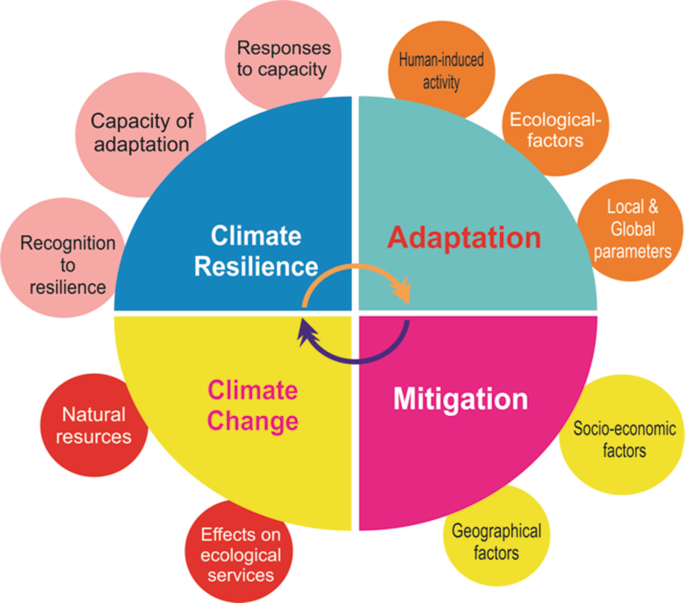 Responses
to capacity
Human-induced
activity
Capacity of
adaptation
Ecological-
factors
Recognition
to
resilience
Local &
Global
parameters
Climate
Resilience
Adaptation
Climate
Change
Mitigation
Natural
resurces
Socio-economic
factors
Effects on
ecological
services
Geographical
factors